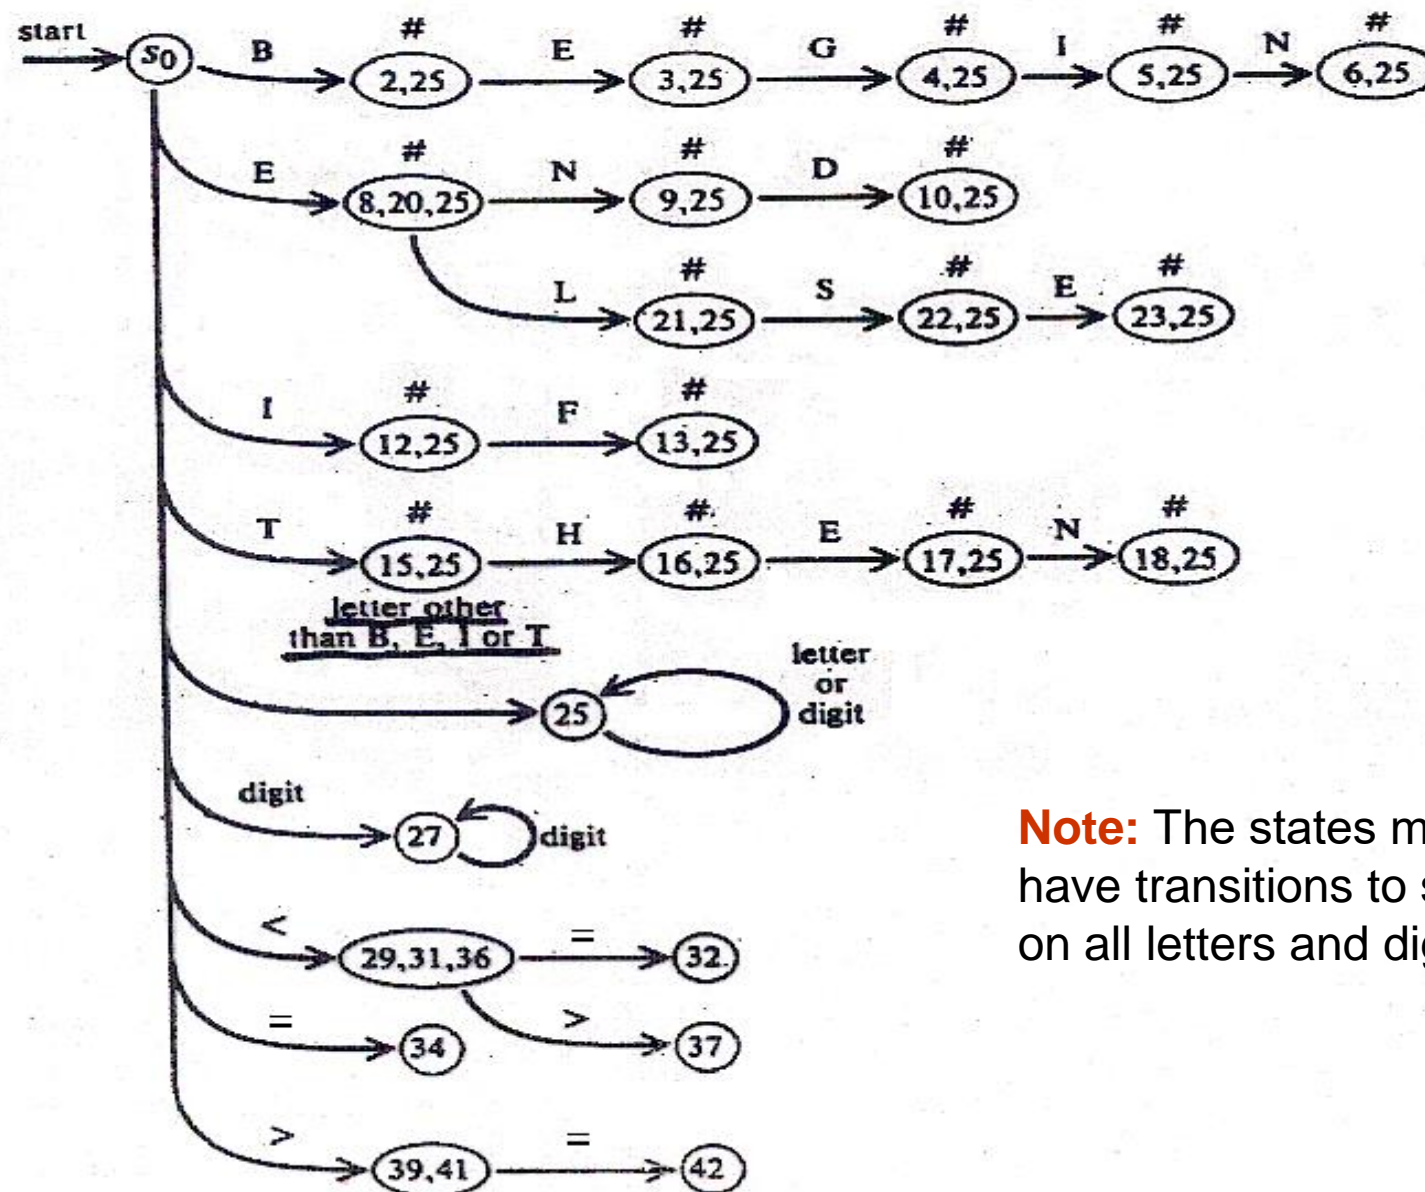 start
s0 B # 2,25 E # 3,25 G # 4,25 I # 5,25 N # 6,25
E # 8,20,25 N # 9,25 D # 10,25
L # 21,25 S # 22,25 E # 23,25
I # 12,25 F # 13,25
T # 15,25 H # 16,25 E # 17,25 N # 18,25
letter other
than B, E, I or T
25
letter
or
digit
digit 27 digit
Note: The states
have transitions to
on all letters and
< 29,31,36 = 32
= 34 > 37
> 39,41 = 42